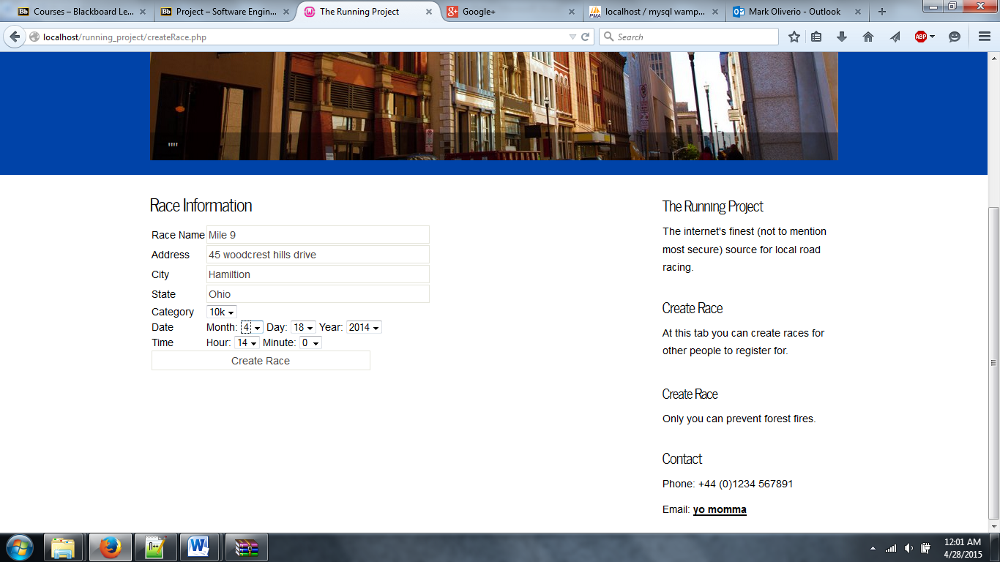 Courses – Blackboard Le...
Project – Software Engin...
The Running Project
Google+
localhost / mysql wamp...
Mark Oliverio - Outlook
localhost/running_project/createRace.php
Search
ABP
""
Race Information
Race Name Mile 9
Address 45 woodcrest hills drive
City Hamiltion
State Ohio
Category 10k
Date Month: 4 Day: 18 Year: 2014
Time Hour: 14 Minute: 0
Create Race
The Running Project
The internet's finest (not to mention
most secure) source for local road
racing.
Create Race
At this tab you can create races for
other people to register for.
Create Race
Only you can prevent forest fires.
Contact
Phone: +44 (0)1234 567891
Email: yo momma
12:01 AM
4/28/2015